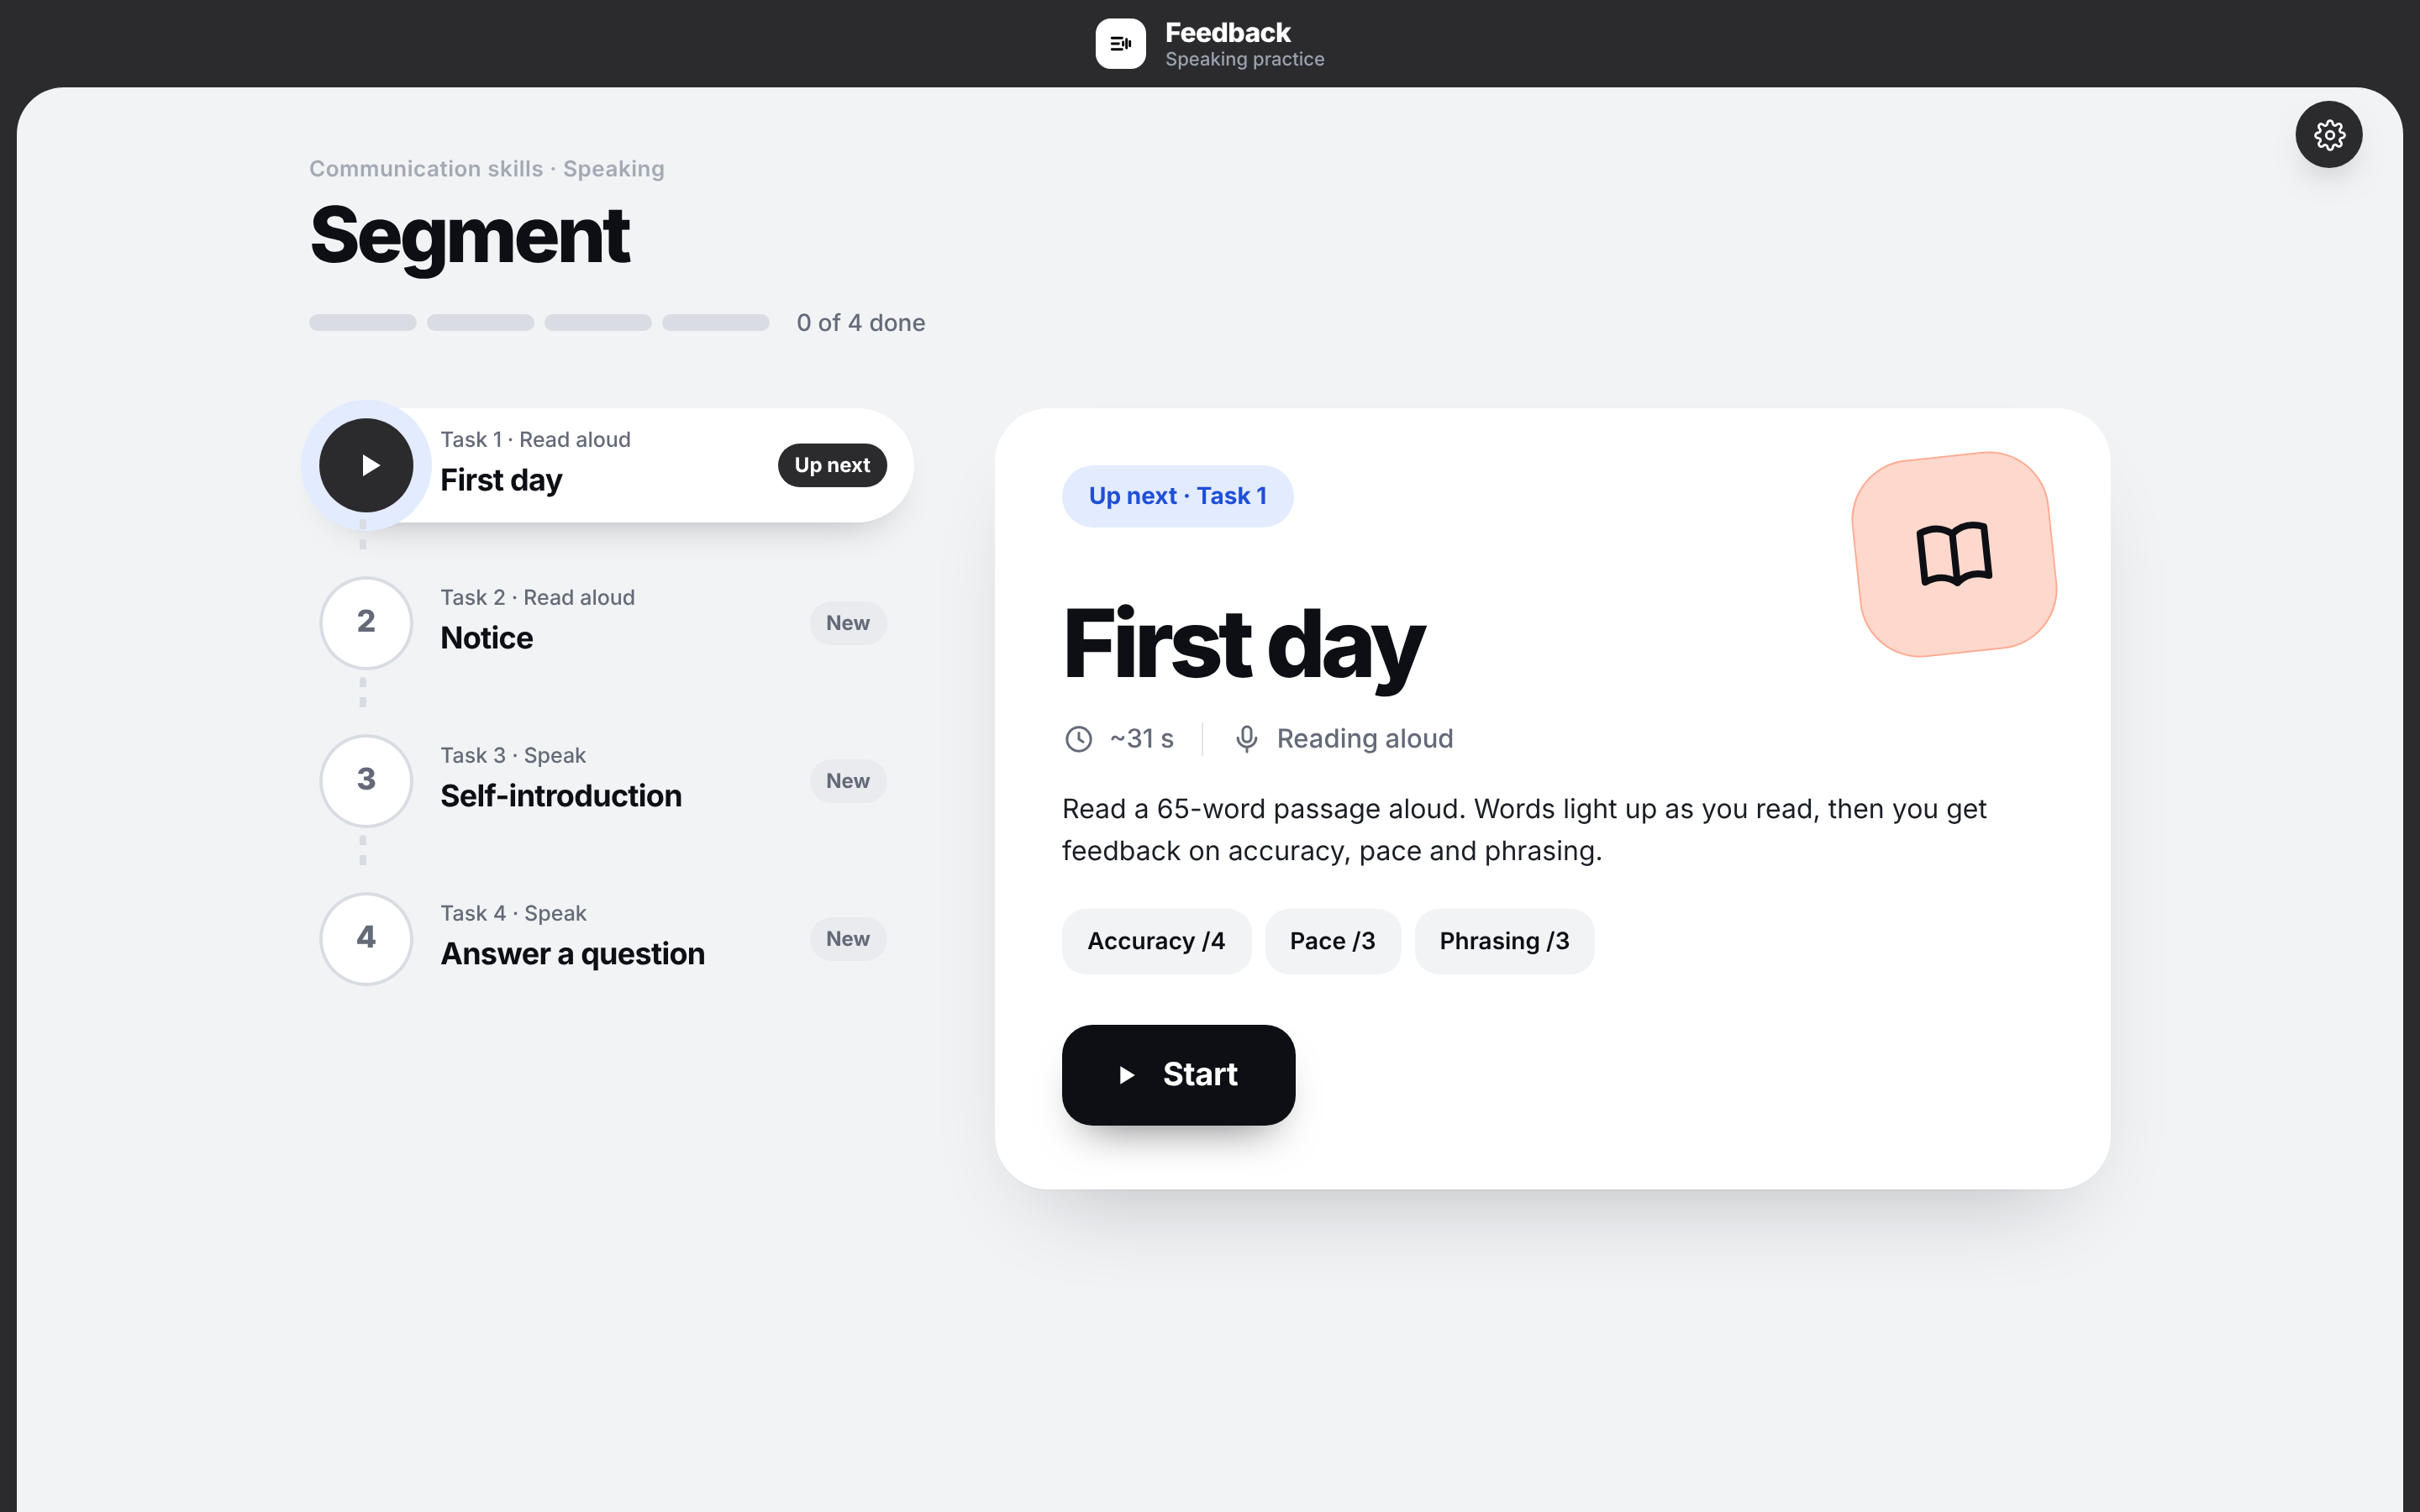 Feedback
Speaking practice
Communication skills · Speaking
Segment
0 of 4 done
Task 1 · Read aloud
First day
Up next
2
Task 2 · Read aloud
Notice
New
3
Task 3 · Speak
Self-introduction
New
4
Task 4 · Speak
Answer a question
New
Up next · Task 1
First day
~31 s
Reading aloud
Read a 65-word passage aloud. Words light up as you read, then you get
feedback on accuracy, pace and phrasing.
Accuracy /4
Pace /3
Phrasing /3
Start